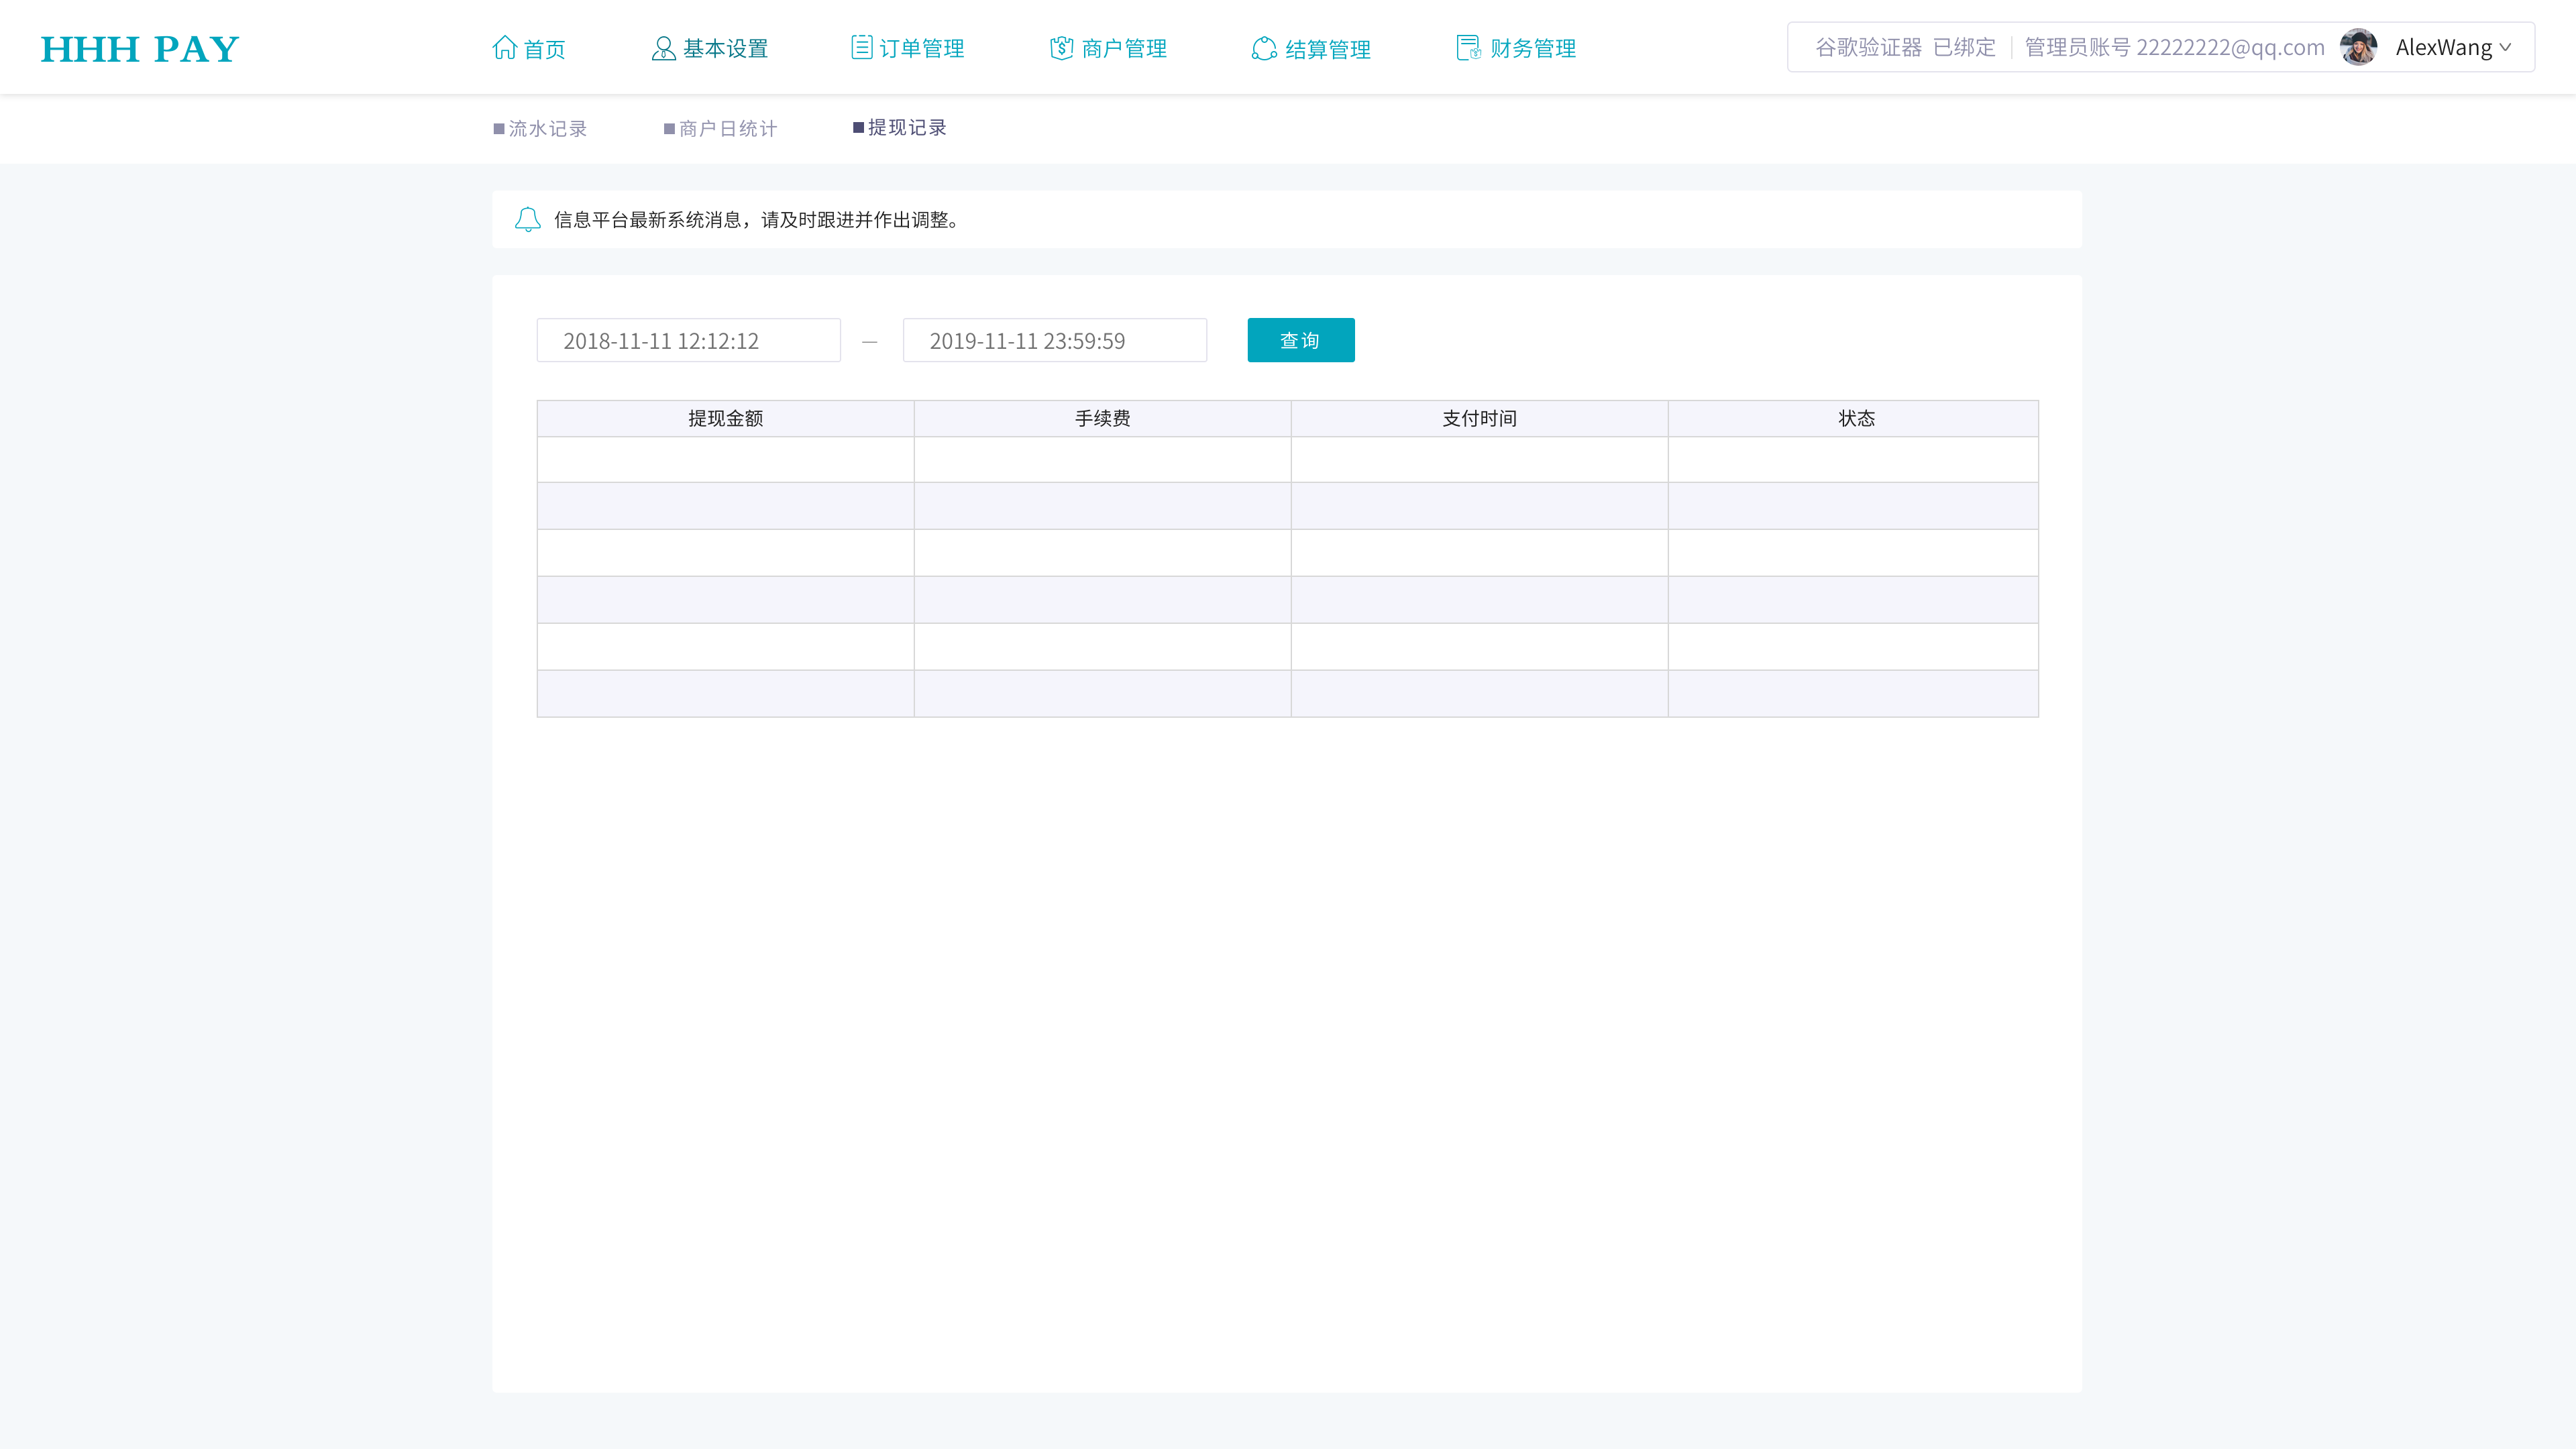 HHH PAY
首页
基本设置
订单管理
商户管理
结算管理
财务管理
谷歌验证器 已绑定
管理员账号 22222222@qq.com
AlexWang
流水记录
商户日统计
提现记录
信息平台最新系统消息，请及时跟进并作出调整。
2018-11-11 12:12:12 — 2019-11-11 23:59:59
查询
提现金额 手续费 支付时间 状态